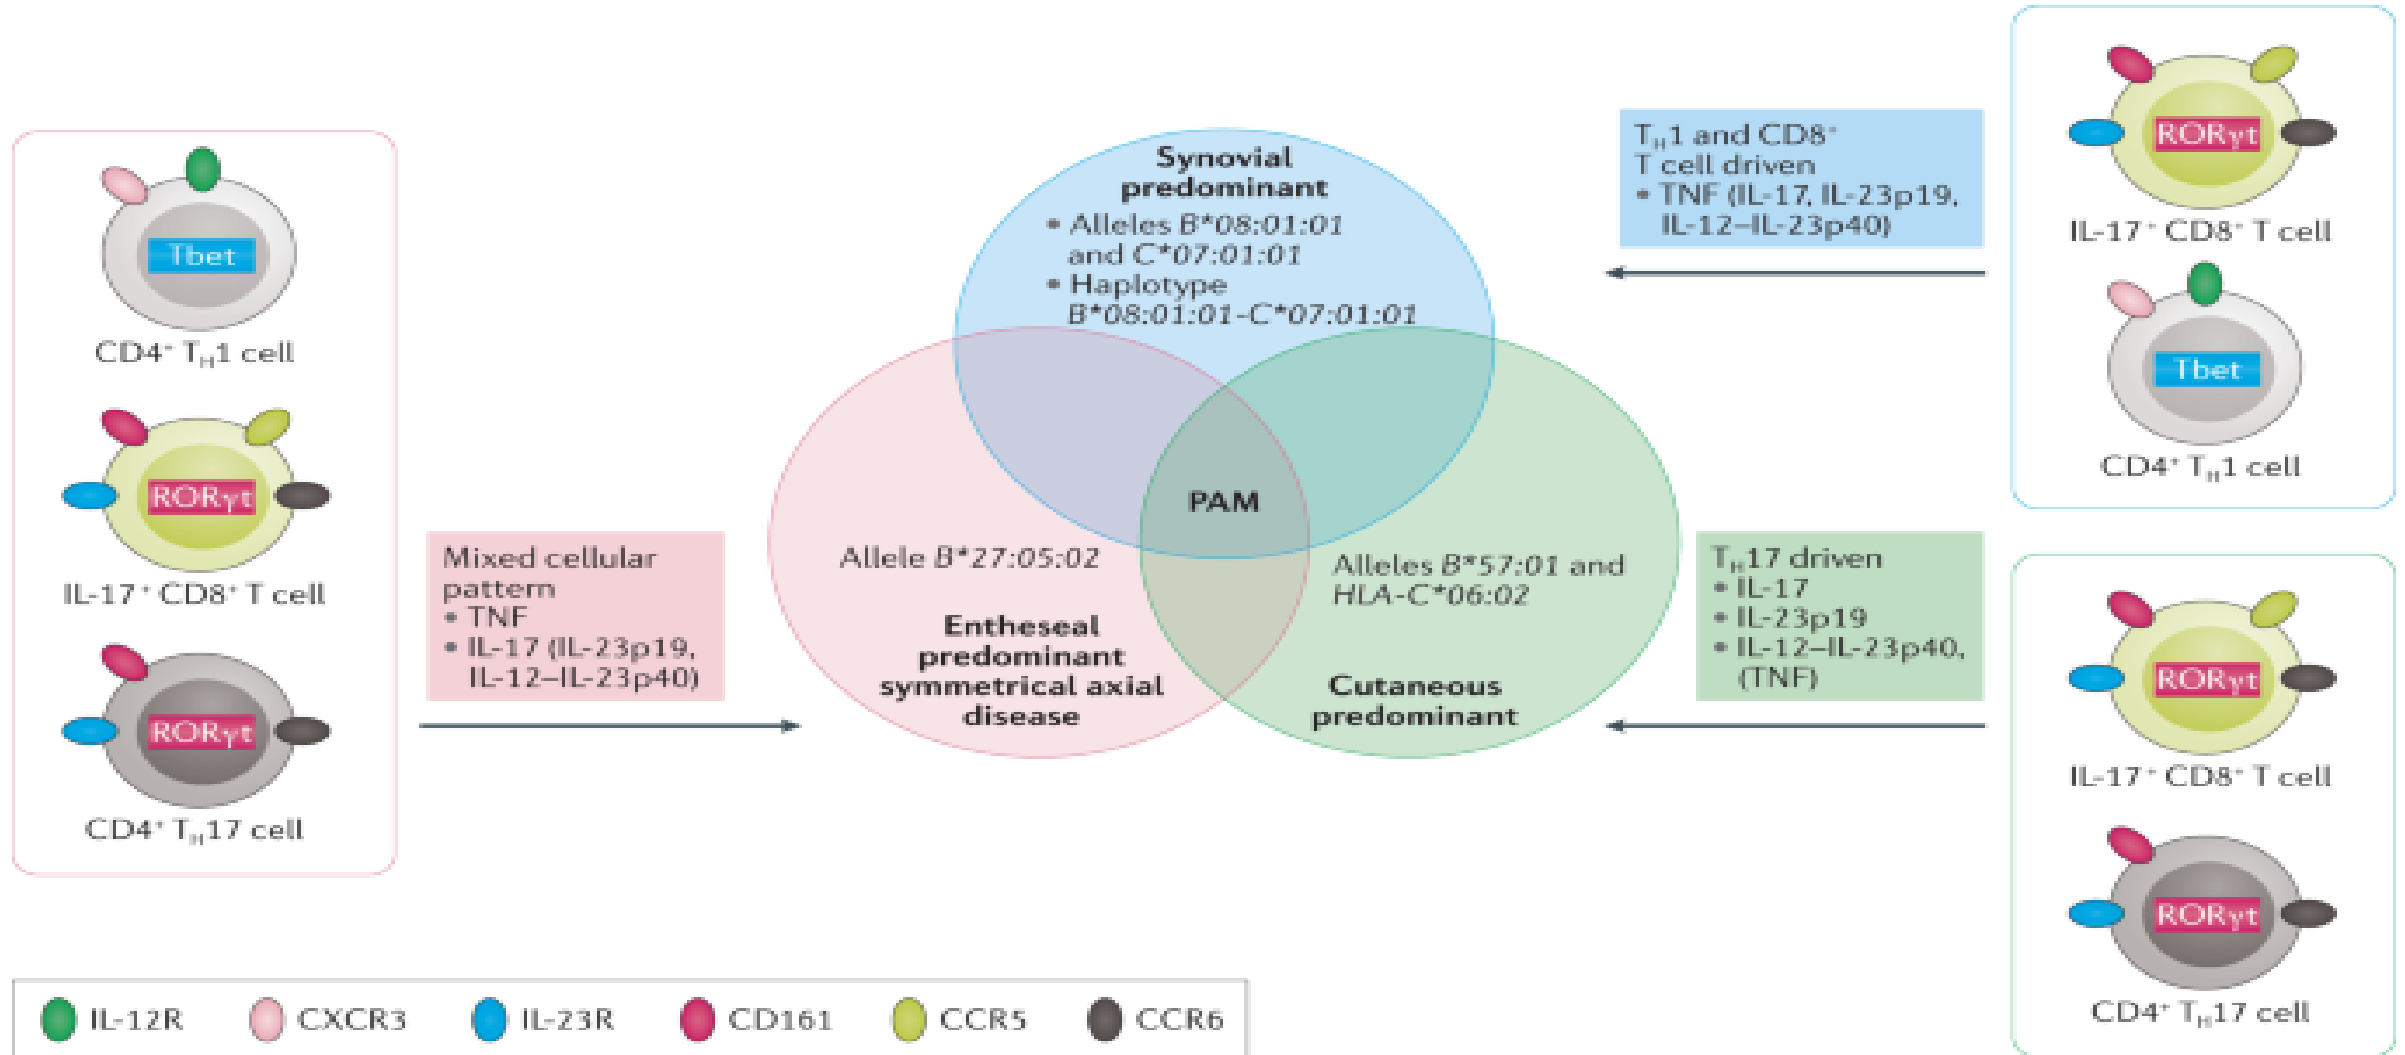 Tbet
CD4⁺ TH1 cell
RORγt
IL-17⁺ CD8⁺ T cell
RORγt
CD4⁺ TH17 cell
Mixed cellular
pattern
• TNF
• IL-17 (IL-23p19,
IL-12–IL-23p40)
Synovial
predominant
• Alleles B*08:01:01
and C*07:01:01
• Haplotype
B*08:01:01-C*07:01:01
PAM
Allele B*27:05:02
Entheseal
predominant
symmetrical axial
disease
Alleles B*57:01 and
HLA-C*06:02
Cutaneous
predominant
TH1 and CD8⁺
T cell driven
• TNF (IL-17, IL-23p19,
IL-12–IL-23p40)
TH17 driven
• IL-17
• IL-23p19
• IL-12–IL-23p40,
(TNF)
RORγt
IL-17⁺ CD8⁺ T cell
Tbet
CD4⁺ TH1 cell
RORγt
IL-17⁺ CD8⁺ T cell
RORγt
CD4⁺ TH17 cell
IL-12R CXCR3 IL-23R CD161 CCR5 CCR6